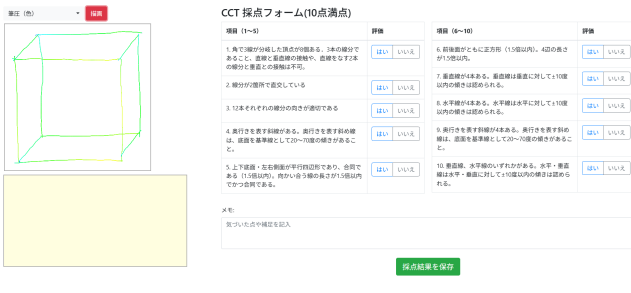 筆圧（色）
描画
CCT 採点フォーム(10点満点)
項目（1〜5）
評価
1. 角で3線が分岐した頂点が8個ある、3本の線分で
あること、直線と垂直線の接触や、直線をなす2本
の線分と垂直との接触は不可。
はい
いいえ
2. 線分が2箇所で直交している
はい
いいえ
3. 12本それぞれの線分の向きが適切である
はい
いいえ
4. 奥行きを表す斜線がある。奥行きを表す斜め線
は、底面を基準線として20〜70度の傾きがあるこ
と。
はい
いいえ
5. 上下底面・左右側面が平行四辺形であり、合同で
ある（1.5倍以内）。向かい合う線の長さが1.5倍以内
でかつ合同である。
はい
いいえ
項目（6〜10）
評価
6. 前後面がともに正方形（1.5倍以内）。4辺の長さ
が1.5倍以内。
はい
いいえ
7. 垂直線が4本ある。垂直線は垂直に対して±10度
以内の傾きは認められる。
はい
いいえ
8. 水平線が4本ある。水平線は水平に対して±10度
以内の傾きは認められる。
はい
いいえ
9. 奥行きを表す斜線が4本ある。奥行きを表す斜め
線は、底面を基準線として20〜70度の傾きがあるこ
と。
はい
いいえ
10. 垂直線、水平線のいずれかがある。水平・垂直
線は水平・垂直に対して±10度以内の傾きは認めら
れる。
はい
いいえ
メモ:
気づいた点や補足を記入
採点結果を保存